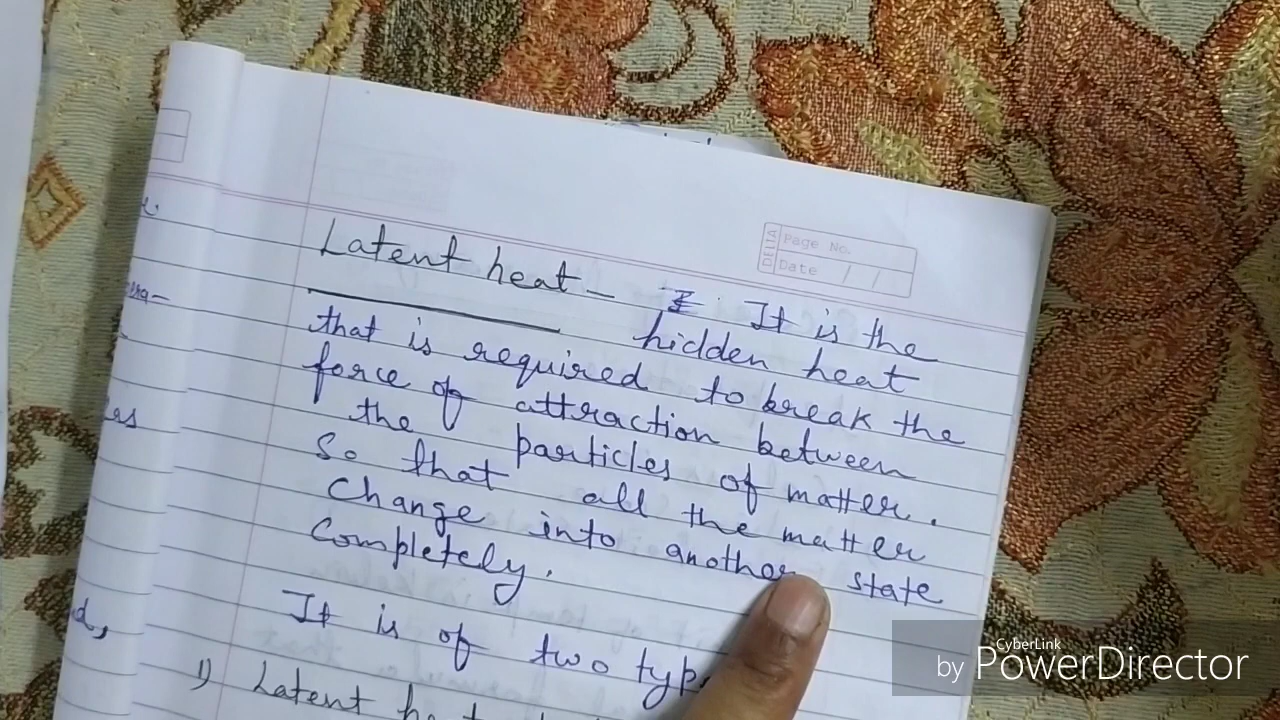 DELTA
Page No.
Date / /
Latent heat - It is the
hidden heat
that is required to break the
force of attraction between
the particles of matter.
So that all the matter
change into another state
Completely.
It is of two
1) Latent
by CyberLink PowerDirector